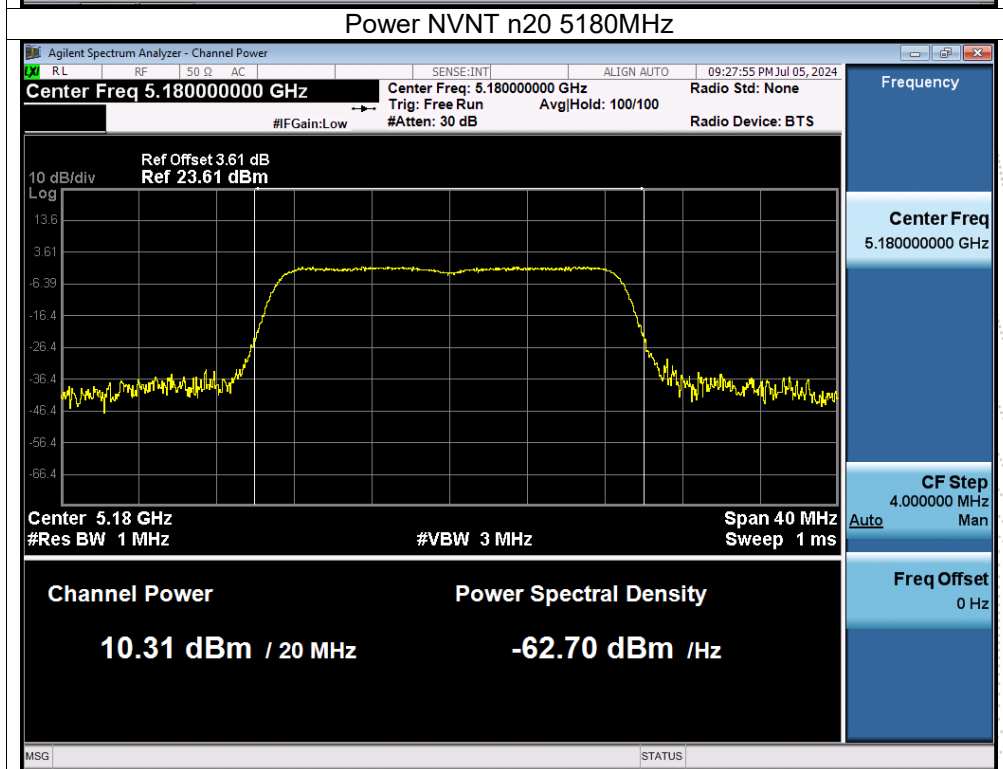 Power NVNT n20 5180MHz
Agilent Spectrum Analyzer - Channel Power
LXI RL RF 50 Ω AC SENSE:INT ALIGN AUTO 09:27:55 PM Jul 05, 2024
Center Freq 5.180000000 GHz Center Freq: 5.180000000 GHz Radio Std: None
Trig: Free Run Avg|Hold: 100/100
#IFGain:Low #Atten: 30 dB Radio Device: BTS
Frequency
Ref Offset 3.61 dB
10 dB/div Ref 23.61 dBm
Log
13.6
3.61
-6.39
-16.4
-26.4
-36.4
-46.4
-56.4
-66.4
Center 5.18 GHz Span 40 MHz
#Res BW 1 MHz #VBW 3 MHz Sweep 1 ms
Center Freq
5.180000000 GHz
CF Step
4.000000 MHz
Auto Man
Freq Offset
0 Hz
Channel Power Power Spectral Density
10.31 dBm / 20 MHz -62.70 dBm /Hz
MSG STATUS